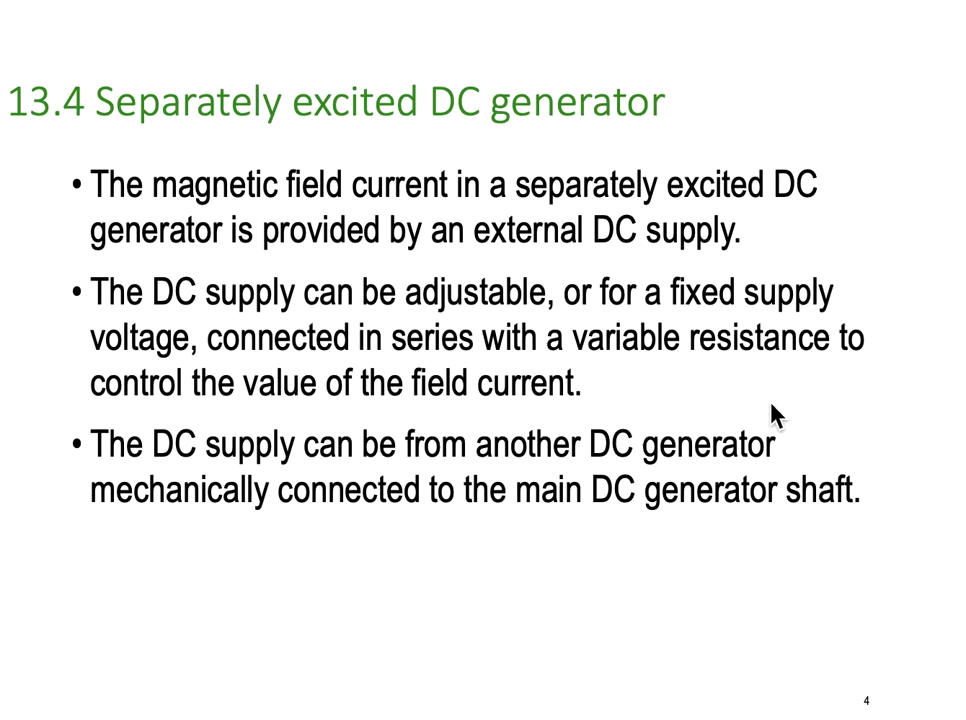 13.4 Separately excited DC generator
• The magnetic field current in a separately excited DC
generator is provided by an external DC supply.
• The DC supply can be adjustable, or for a fixed supply
voltage, connected in series with a variable resistance to
control the value of the field current.
• The DC supply can be from another DC generator
mechanically connected to the main DC generator shaft.
4